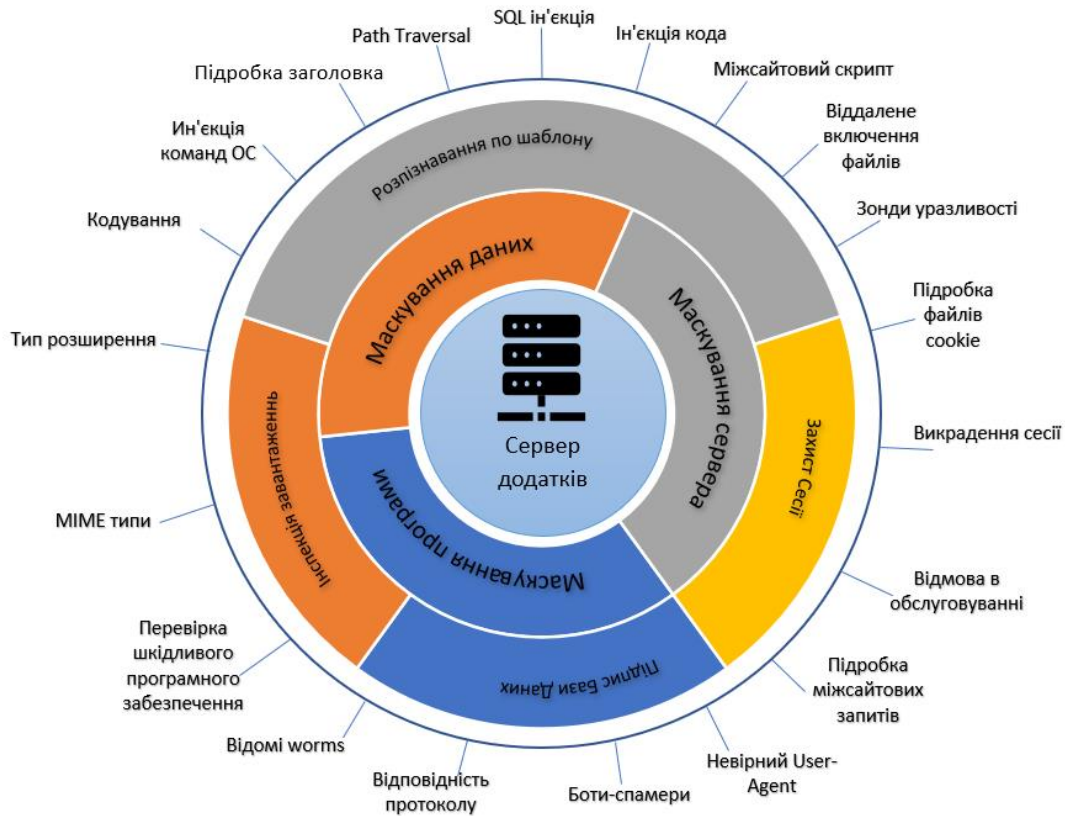 SQL ін'єкція
Ін'єкція кода
Міжсайтовий скрипт
Віддалене
включення
файлів
Зонди уразливості
Підробка
файлів
cookie
Викрадення сесії
Відмова в
обслуговуванні
Підробка
міжсайтових
запитів
Невірний User-
Agent
Боти-спамери
Відповідність
протоколу
Відомі worms
Перевірка
шкідливого
програмного
забезпечення
MIME типи
Тип розширення
Кодування
Ин'єкція
команд ОС
Підробка заголовка
Path Traversal
Розпізнавання по шаблону
Захист Сесії
Підпис Бази Даних
Інспекція завантаженнь
Маскування даних
Маскування сервера
Маскування програми
Сервер
додатків